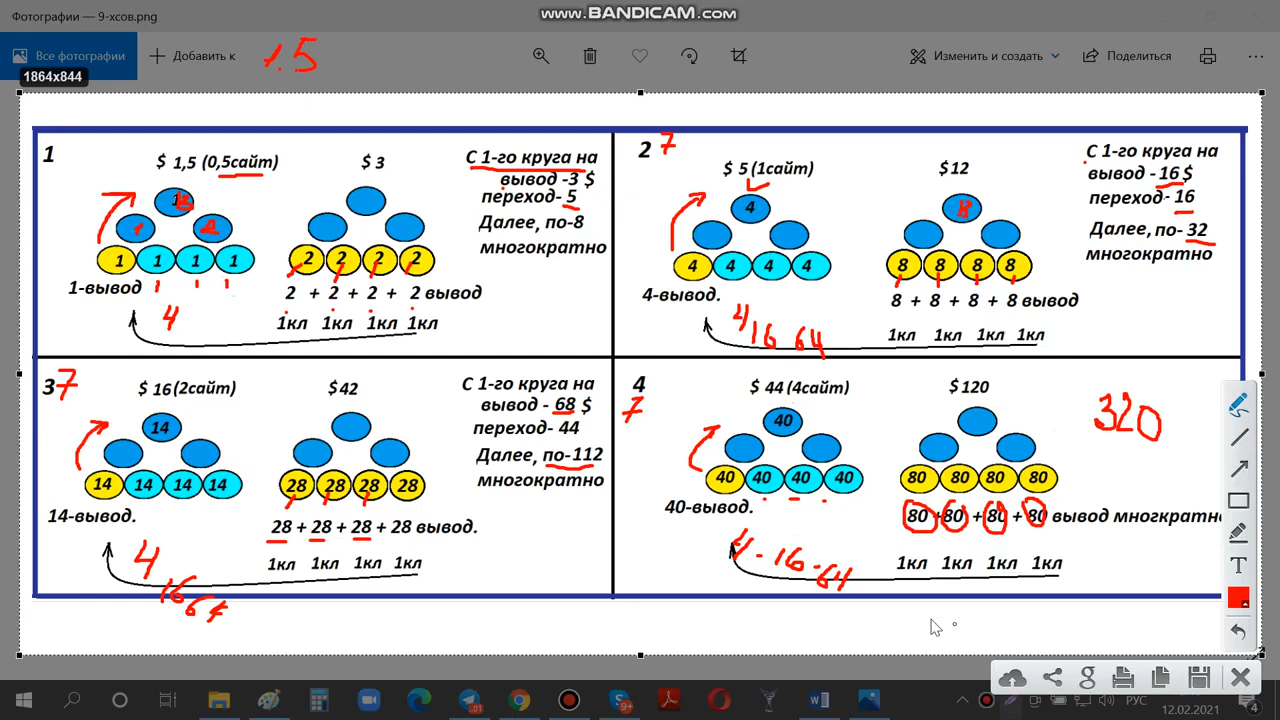 Фотографии — 9-хсов.png
www.BANDICAM.com
Все фотографии
Добавить к
1.5
Изменить и создать
Поделиться
1864x844
1
$ 1,5 (0,5сайт)
$ 3
С 1-го круга на
вывод -3 $
переход- 5
Далее, по-8
многократно
1 1 1 1
2 2 2 2
1-вывод
2 + 2 + 2 + 2 вывод
4
1кл 1кл 1кл 1кл
2
7
$ 5 (1сайт)
$12
С 1-го круга на
вывод -16 $
переход- 16
Далее, по- 32
многократно
4
8
4 4 4 4
8 8 8 8
4-вывод.
8 + 8 + 8 + 8 вывод
4 16 64
1кл 1кл 1кл 1кл
3
7
$ 16 (2сайт)
$42
С 1-го круга на
вывод - 68 $
переход- 44
Далее, по-112
многократно
14
14 14 14 14
28 28 28 28
14-вывод.
28 + 28 + 28 + 28 вывод.
4
16
64
1кл 1кл 1кл 1кл
4
7
$ 44 (4сайт)
$120
320
40
40 40 40 40
80 80 80 80
40-вывод.
80 +80 +80 + 80 вывод многкратно
4 - 16 - 64
1кл 1кл 1кл 1кл
РУС
12.02.2021